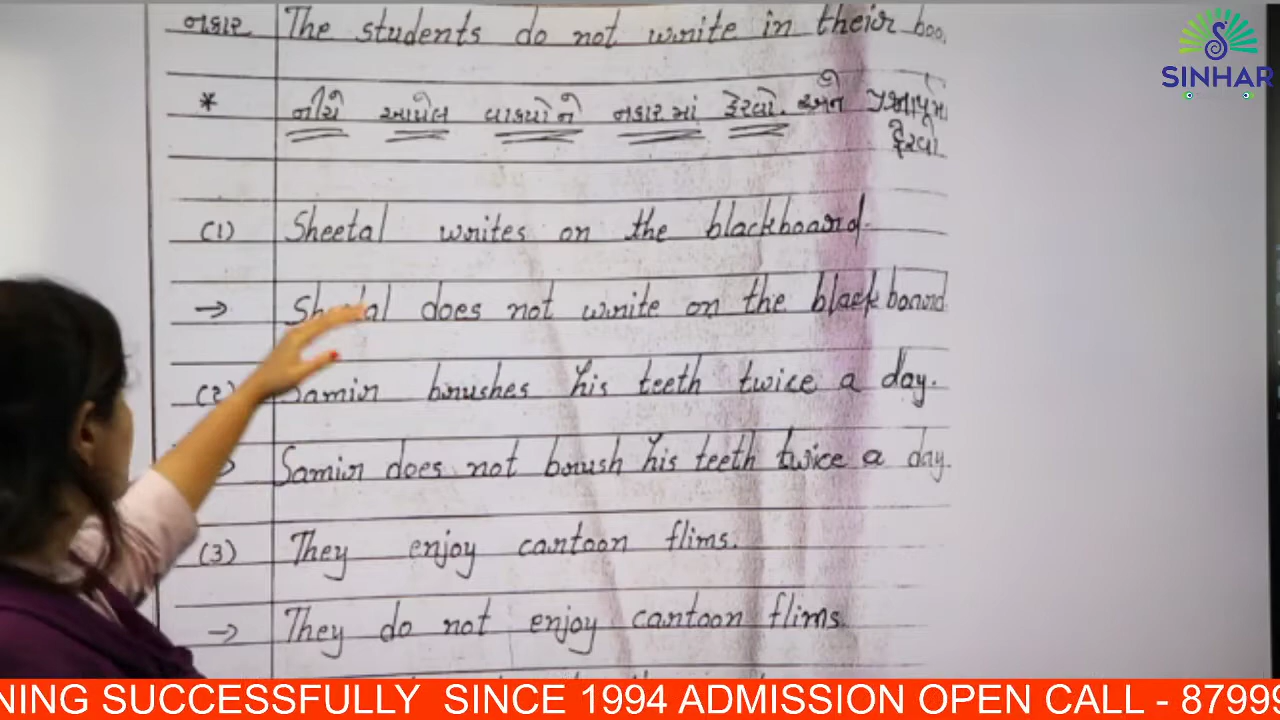 નકાર The students do not write in their boo
SINHAR
* નીચે આપેલ વાક્યોને નકારમાં ફેરવો. અને
ફેરવો
(1) Sheetal writes on the blackboard.
→ Sheetal does not write on the blackboard
(2) Samir brushes his teeth twice a day.
Samir does not brush his teeth twice a day.
(3) They enjoy cartoon flims.
→ They do not enjoy cartoon flims.
NING SUCCESSFULLY SINCE 1994 ADMISSION OPEN CALL - 87999